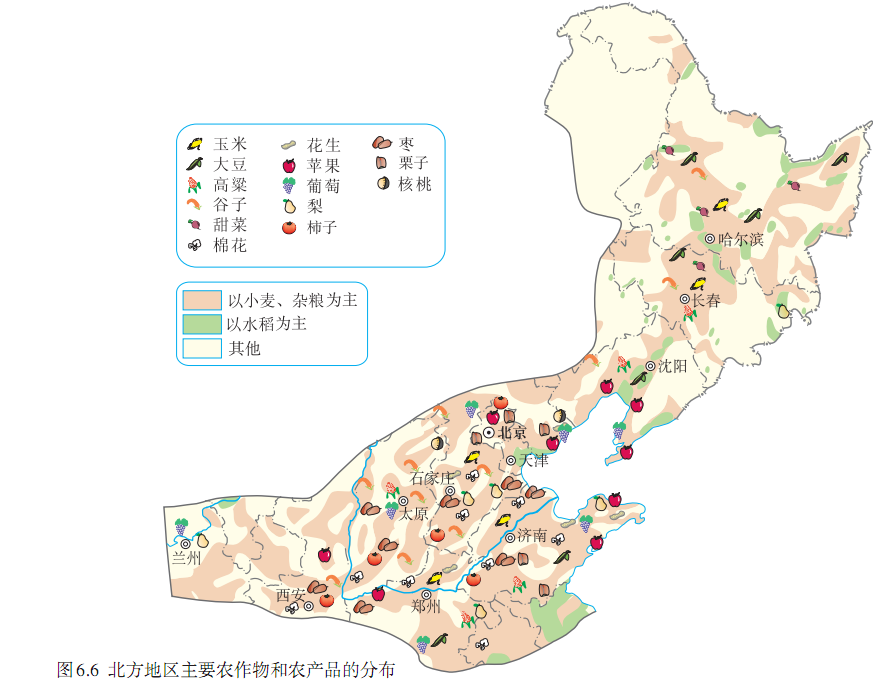 玉米 花生 枣
大豆 苹果 栗子
高粱 葡萄 核桃
谷子 梨
甜菜 柿子
棉花
以小麦、杂粮为主
以水稻为主
其他
哈尔滨
长春
沈阳
北京
天津
石家庄
太原
济南
兰州
西安
郑州
图6.6 北方地区主要农作物和农产品的分布